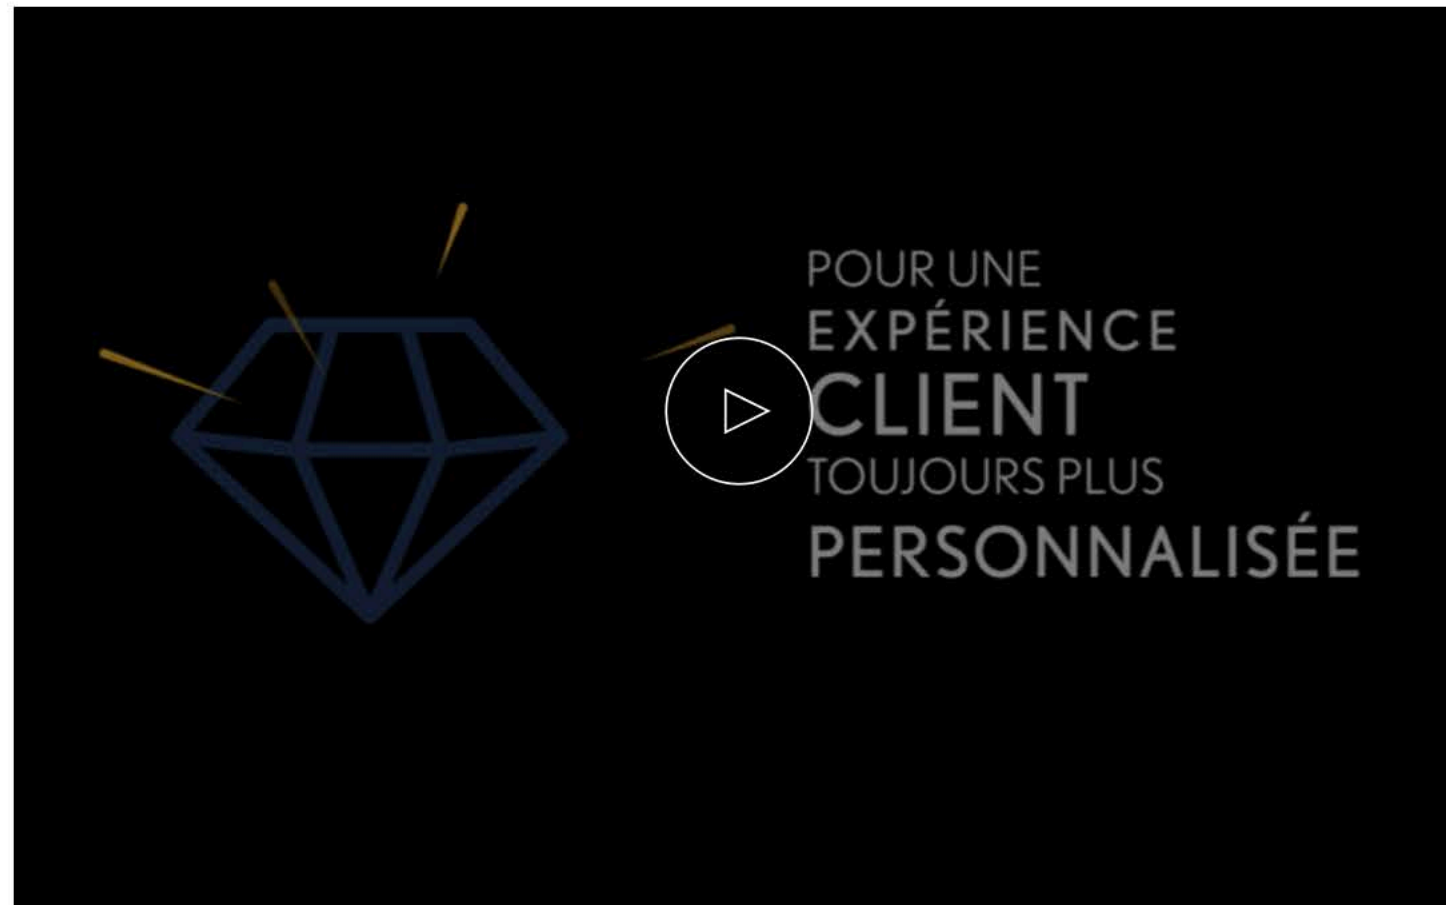 POUR UNE
EXPÉRIENCE
CLIENT
TOUJOURS PLUS
PERSONNALISÉE